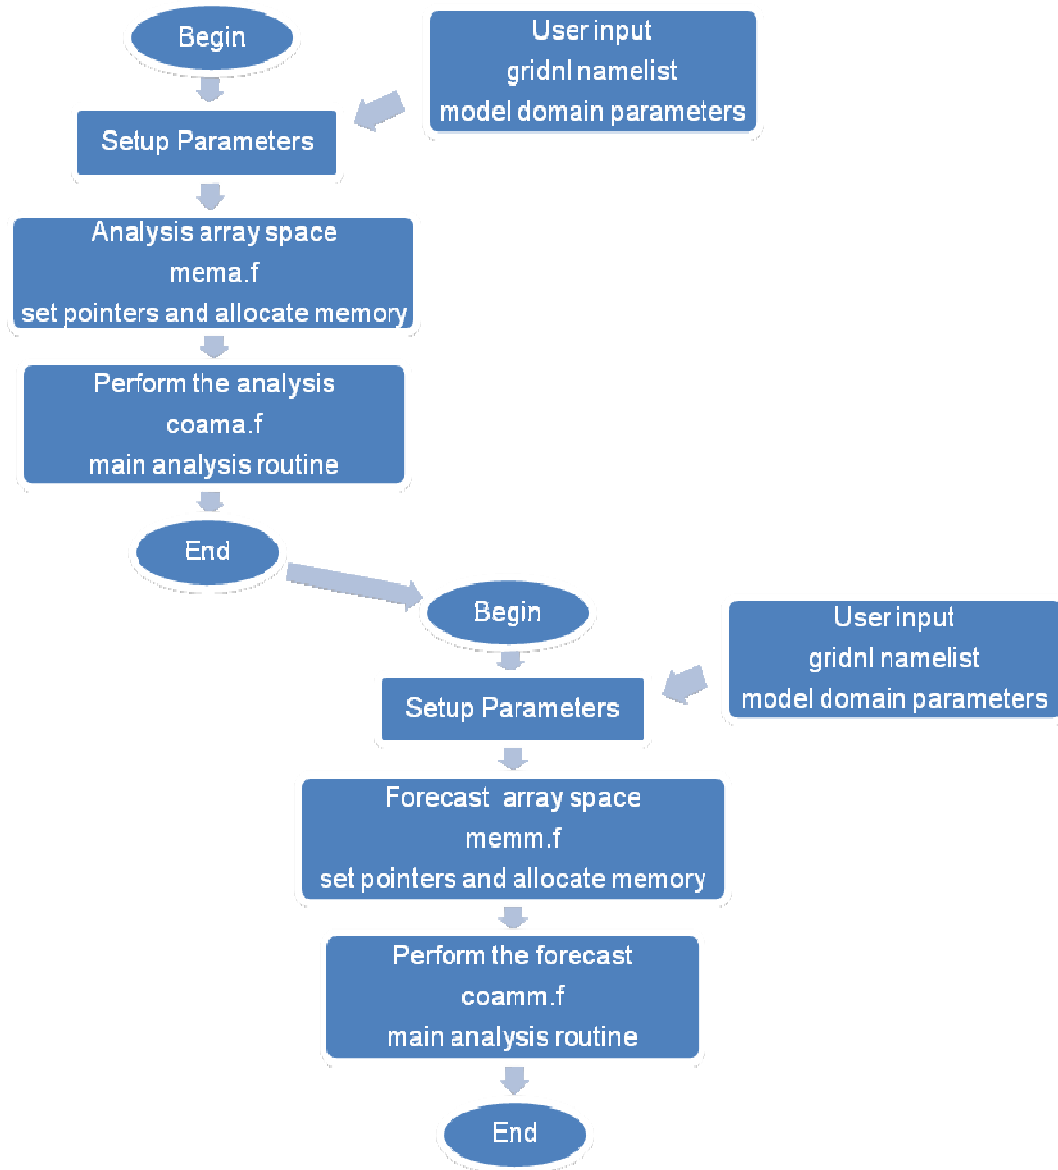 Begin
User input
gridnl namelist
model domain parameters
Setup Parameters
Analysis array space
mema.f
set pointers and allocate memory
Perform the analysis
coama.f
main analysis routine
End
Begin
User input
gridnl namelist
model domain parameters
Setup Parameters
Forecast array space
memm.f
set pointers and allocate memory
Perform the forecast
coamm.f
main analysis routine
End